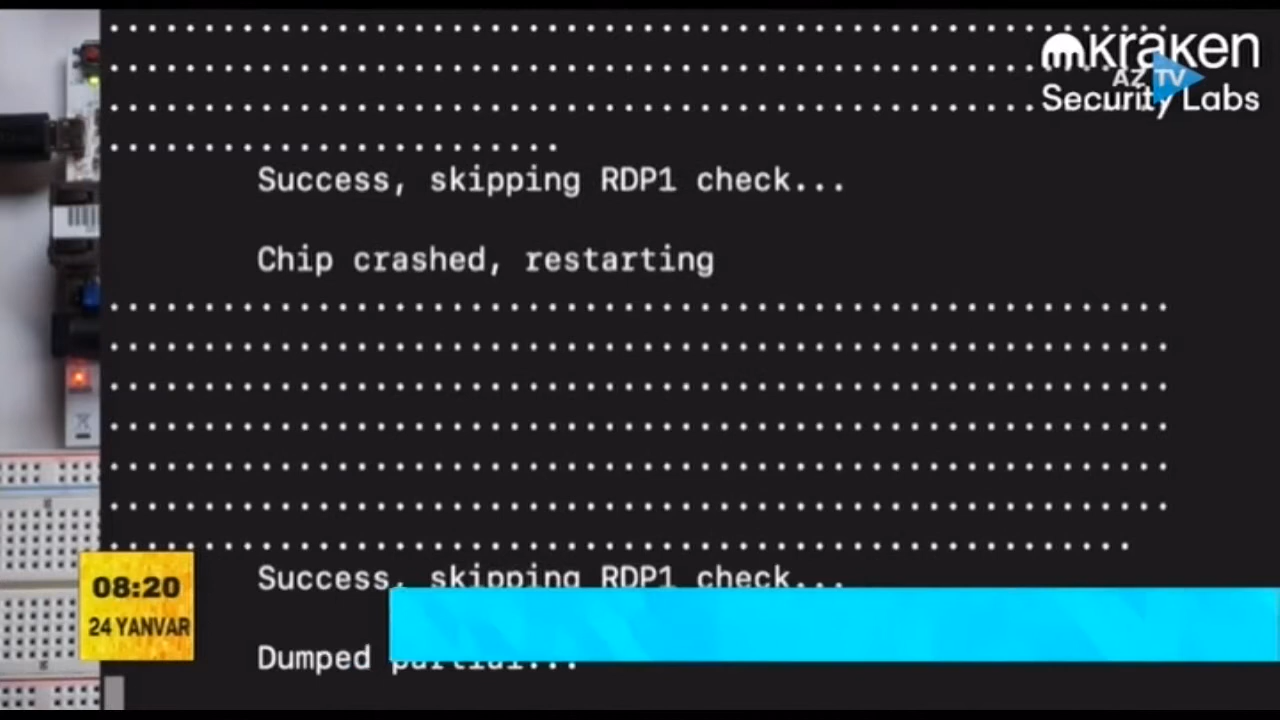 kraken
AZ TV
Security Labs
Success, skipping RDP1 check...
Chip crashed, restarting
Success, skipping RDP1 check...
Dumped partial...
08:20
24 YANVAR